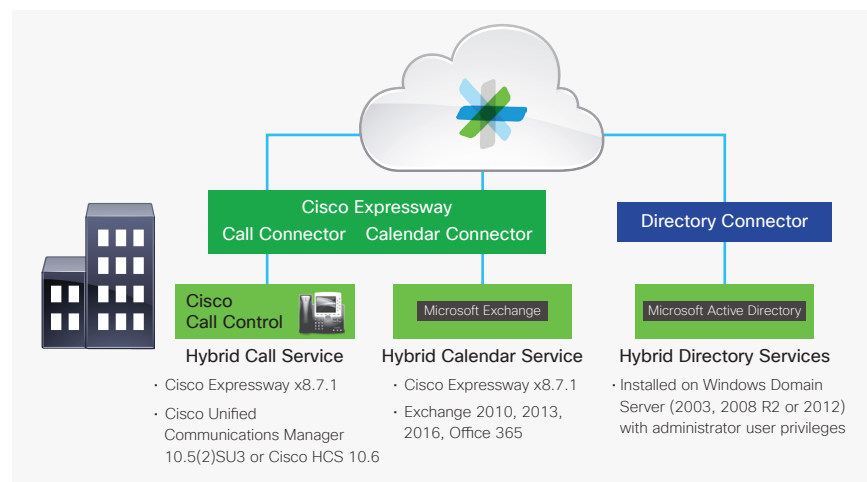 Cisco Expressway
Call Connector Calendar Connector
Directory Connector
Cisco
Call Control
Microsoft Exchange
Microsoft Active Directory
Hybrid Call Service
· Cisco Expressway x8.7.1
· Cisco Unified
Communications Manager
10.5(2)SU3 or Cisco HCS 10.6
Hybrid Calendar Service
· Cisco Expressway x8.7.1
· Exchange 2010, 2013,
2016, Office 365
Hybrid Directory Services
· Installed on Windows Domain
Server (2003, 2008 R2 or 2012)
with administrator user privileges